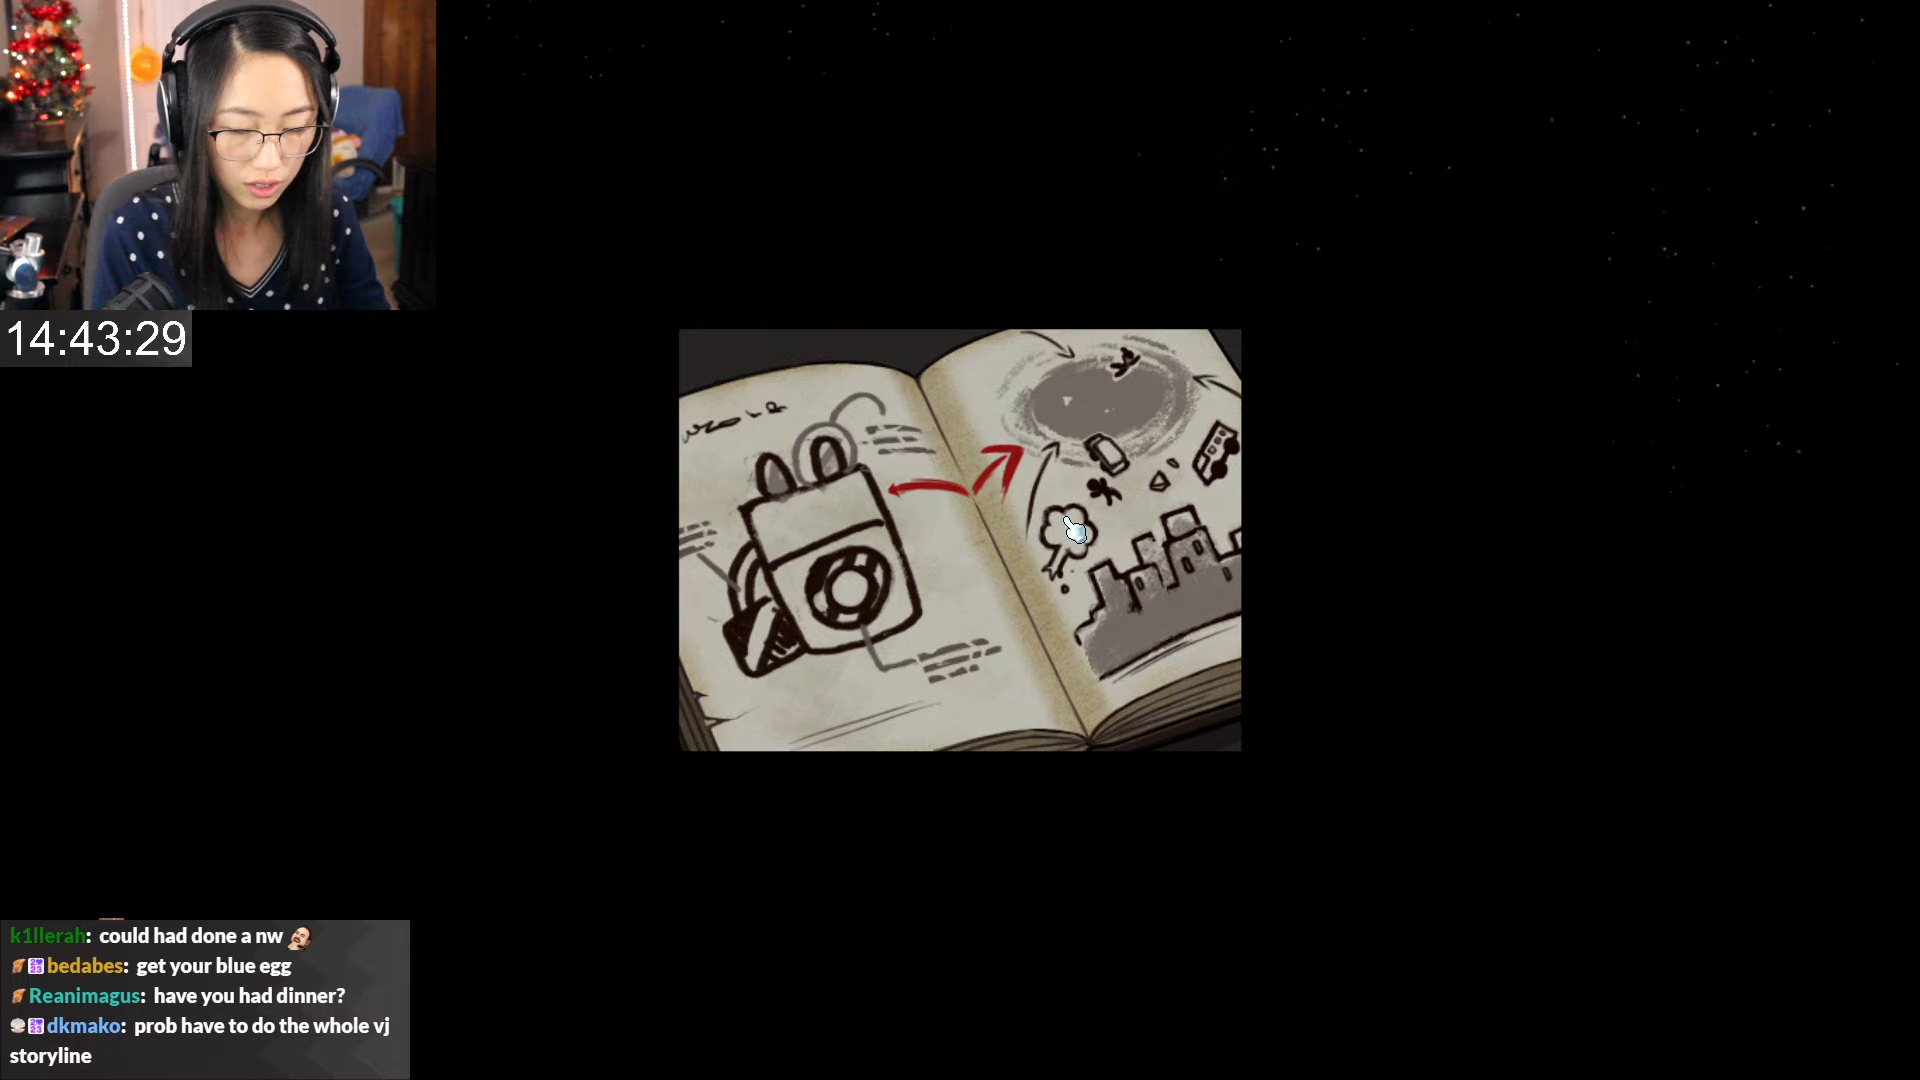 14:43:29
k1llerah: could had done a nw
bedabes: get your blue egg
Reanimagus: have you had dinner?
dkmako: prob have to do the whole vj
storyline